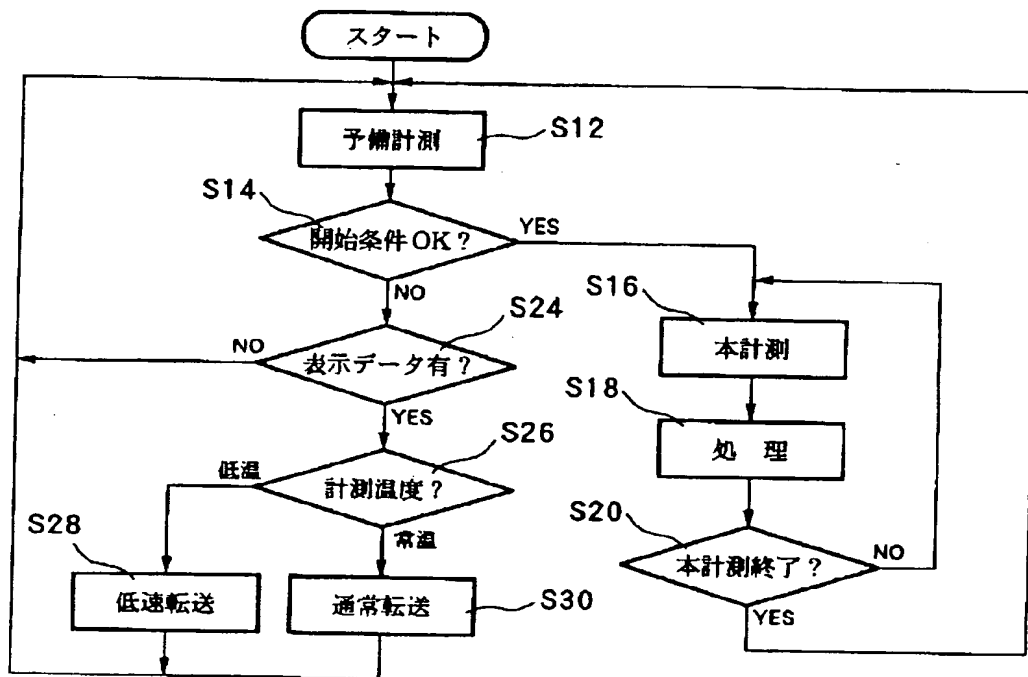 スタート
予備計測
S12
S14
開始条件OK?
YES
NO
S24
表示データ有?
NO
YES
S26
計測温度?
低温
常温
S28
低速転送
通常転送
S30
S16
本計測
S18
処 理
S20
本計測終了?
NO
YES